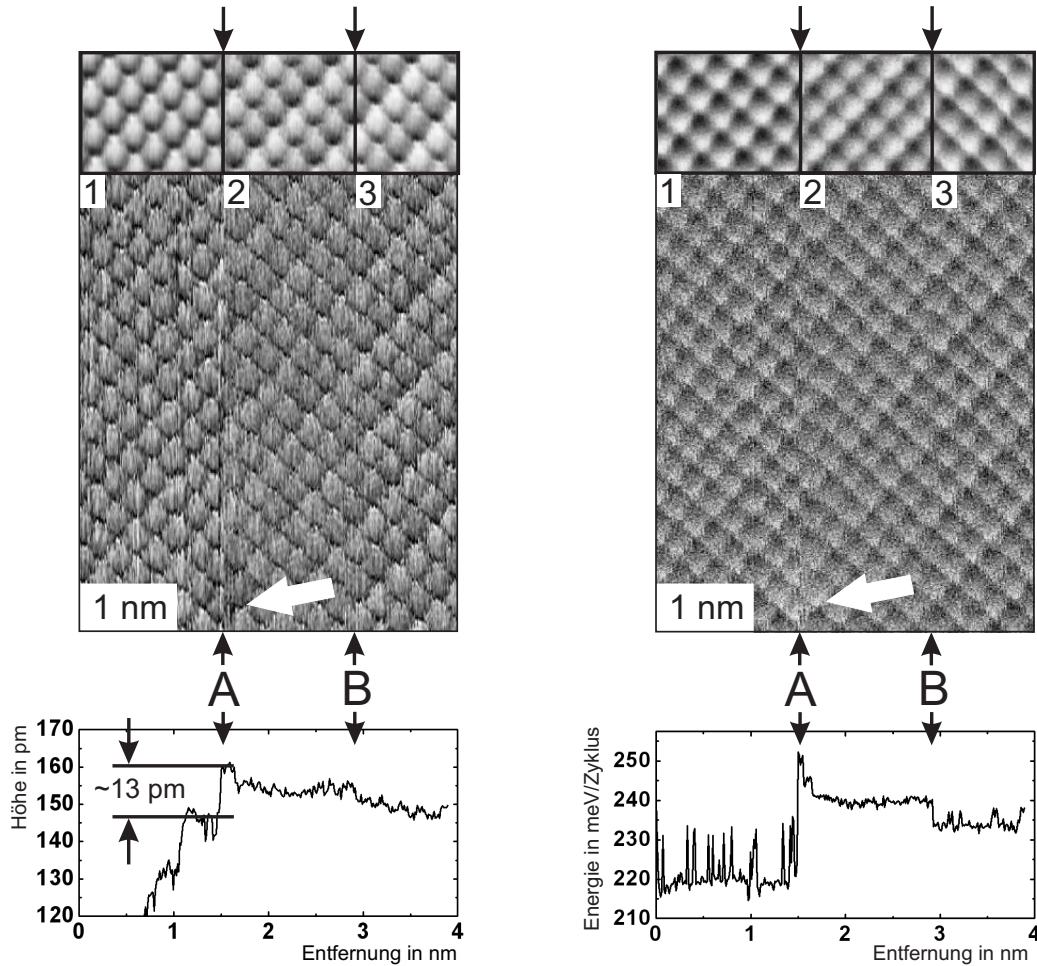 1 2 3
1 nm
A B
Höhe in pm
170
160
150
140
130
120
~13 pm
0 1 2 3 4
Entfernung in nm
1 2 3
1 nm
A B
Energie in meV/Zyklus
250
240
230
220
210
0 1 2 3 4
Entfernung in nm